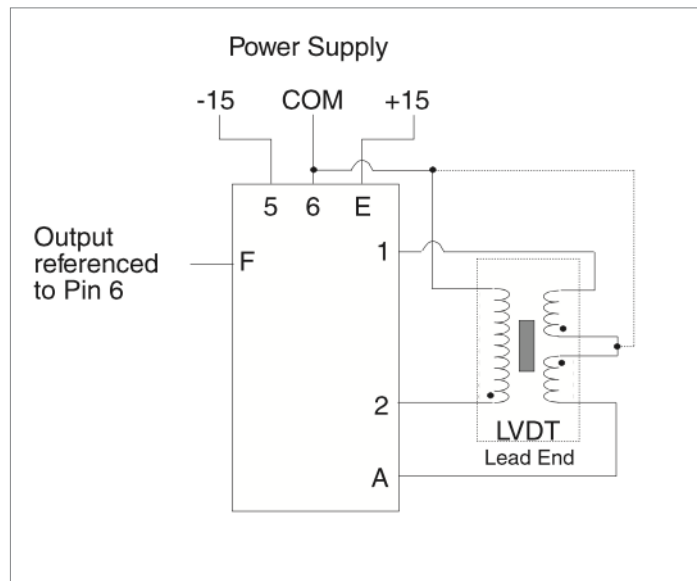 Power Supply
-15 COM +15
5 6 E
1
Output
referenced
to Pin 6
F
2
LVDT
Lead End
A